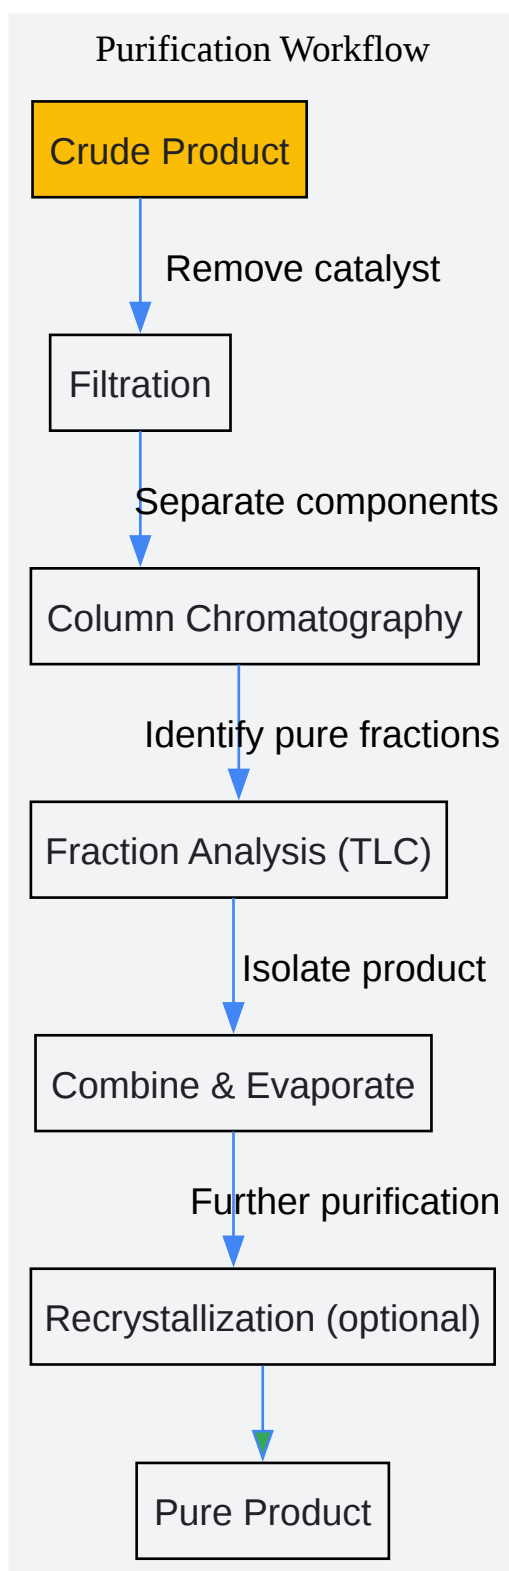 Purification Workflow
Crude Product
Remove catalyst
Filtration
Separate components
Column Chromatography
Identify pure fractions
Fraction Analysis (TLC)
Isolate product
Combine & Evaporate
Further purification
Recrystallization (optional)
Pure Product